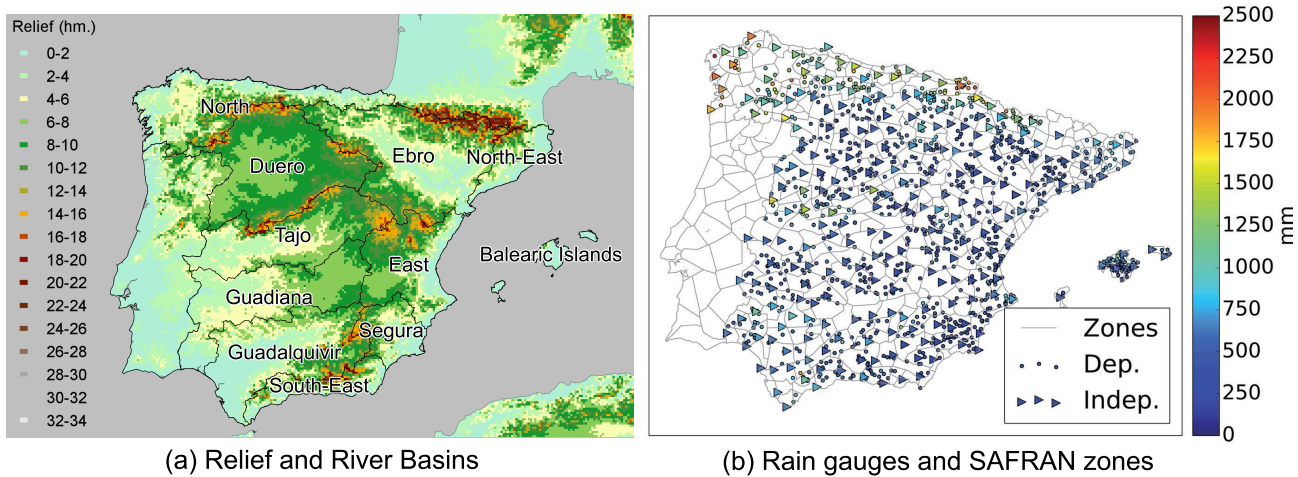 Relief (hm.)
0-2
2-4
4-6
6-8
8-10
10-12
12-14
14-16
16-18
18-20
20-22
22-24
24-26
26-28
28-30
30-32
32-34
North
Duero
Ebro
North-East
Tajo
East
Balearic Islands
Guadiana
Segura
Guadalquivir
South-East
(a) Relief and River Basins
2500
2250
2000
1750
1500
1250
1000
750
500
250
0
mm
Zones
Dep.
Indep.
(b) Rain gauges and SAFRAN zones